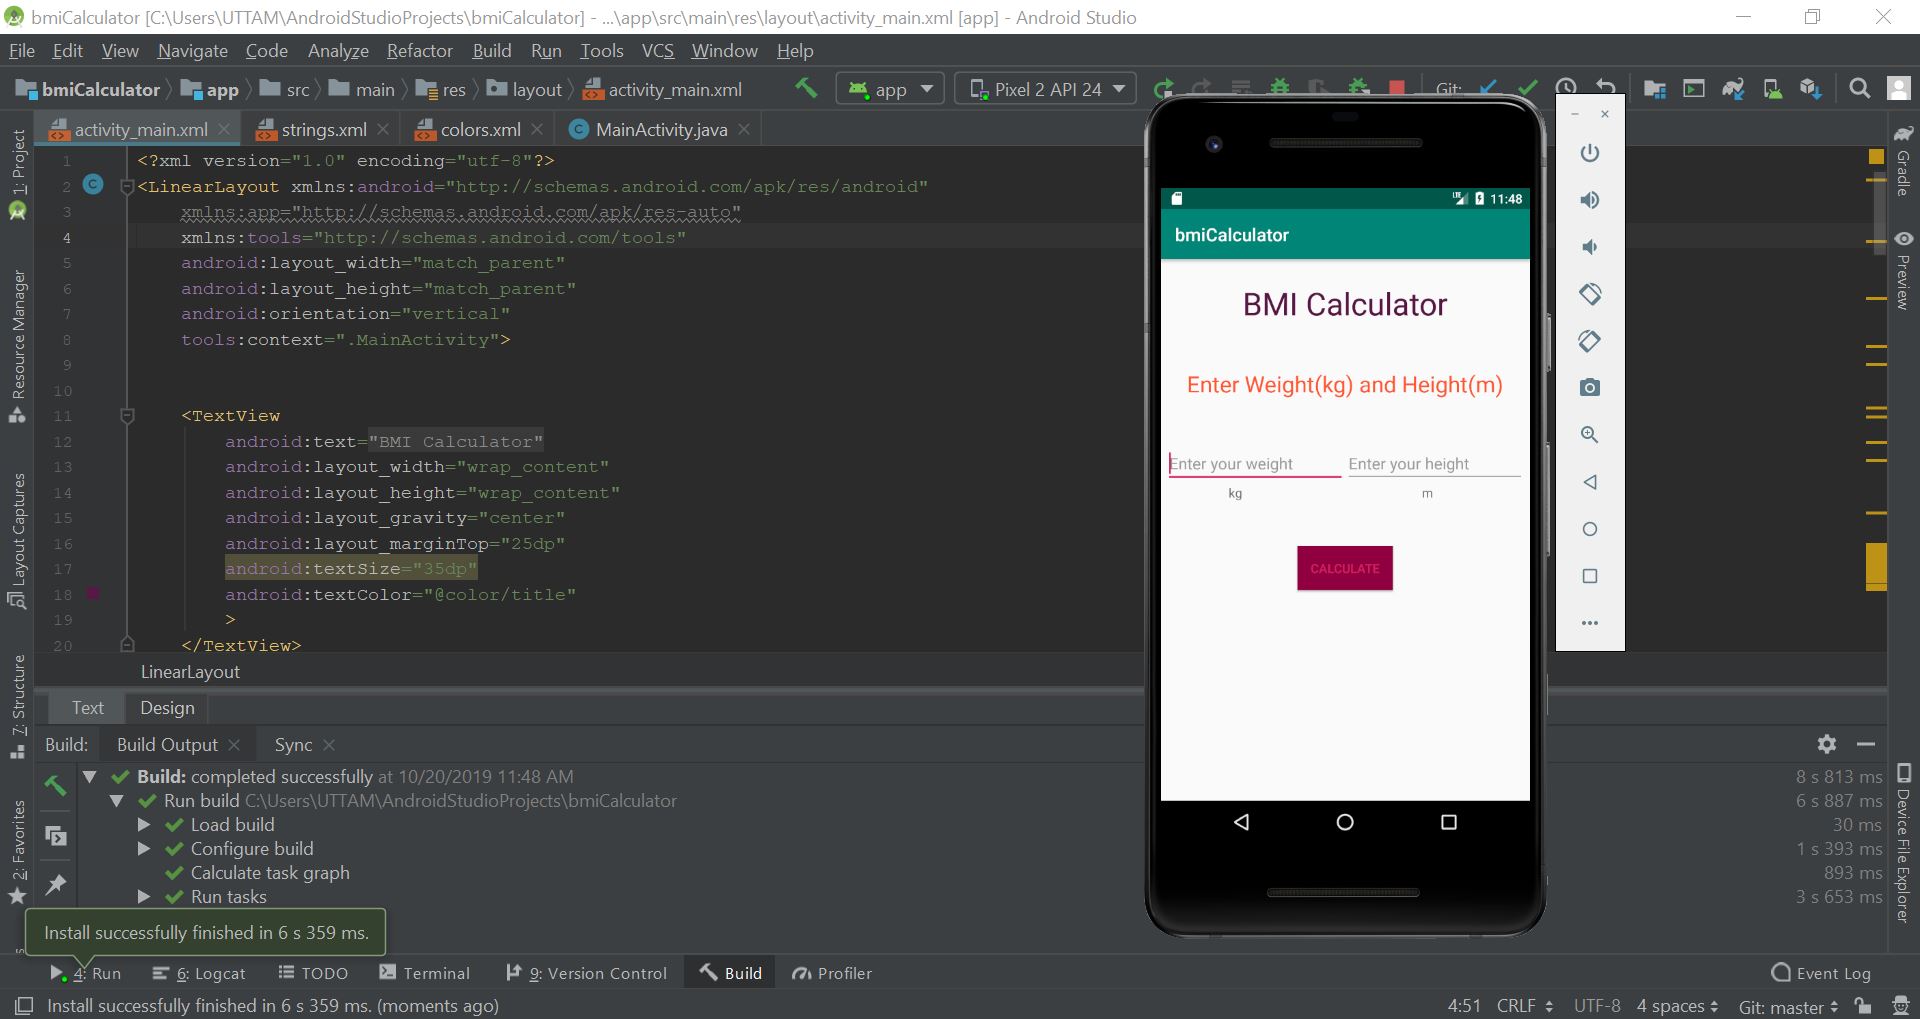 bmiCalculator [C:\Users\UTTAM\AndroidStudioProjects\bmiCalculator] - ...\app\src\main\res\layout\activity_main.xml [app] - Android Studio
File Edit View Navigate Code Analyze Refactor Build Run Tools VCS Window Help
bmiCalculator app src main res layout activity_main.xml app Pixel 2 API 24 Git:
activity_main.xml strings.xml colors.xml MainActivity.java
1: Project
Resource Manager
Layout Captures
7: Structure
2: Favorites
1 <?xml version="1.0" encoding="utf-8"?>
2 <LinearLayout xmlns:android="http://schemas.android.com/apk/res/android"
3 xmlns:app="http://schemas.android.com/apk/res-auto"
4 xmlns:tools="http://schemas.android.com/tools"
5 android:layout_width="match_parent"
6 android:layout_height="match_parent"
7 android:orientation="vertical"
8 tools:context=".MainActivity">
9
10
11 <TextView
12 android:text="BMI Calculator"
13 android:layout_width="wrap_content"
14 android:layout_height="wrap_content"
15 android:layout_gravity="center"
16 android:layout_marginTop="25dp"
17 android:textSize="35dp"
18 android:textColor="@color/title"
19 >
20 </TextView>
LinearLayout
Text Design
LTE 11:48
bmiCalculator
BMI Calculator
Enter Weight(kg) and Height(m)
Enter your weight Enter your height
kg m
CALCULATE
Gradle
Preview
Device File Explorer
Build: Build Output Sync
Build: completed successfully at 10/20/2019 11:48 AM 8 s 813 ms
Run build C:\Users\UTTAM\AndroidStudioProjects\bmiCalculator 6 s 887 ms
Load build 30 ms
Configure build 1 s 393 ms
Calculate task graph 893 ms
Run tasks 3 s 653 ms
Install successfully finished in 6 s 359 ms.
4: Run 6: Logcat TODO Terminal 9: Version Control Build Profiler Event Log
Install successfully finished in 6 s 359 ms. (moments ago) 4:51 CRLF UTF-8 4 spaces Git: master